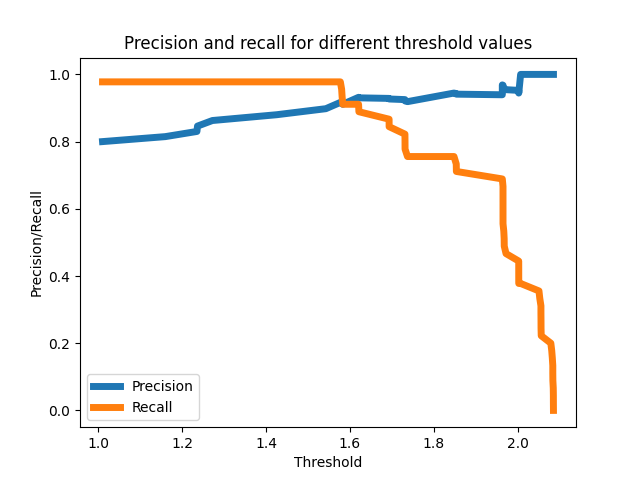 Precision and recall for different threshold values
1.0
0.8
0.6
0.4
0.2
0.0
Precision/Recall
Precision
Recall
1.0 1.2 1.4 1.6 1.8 2.0
Threshold